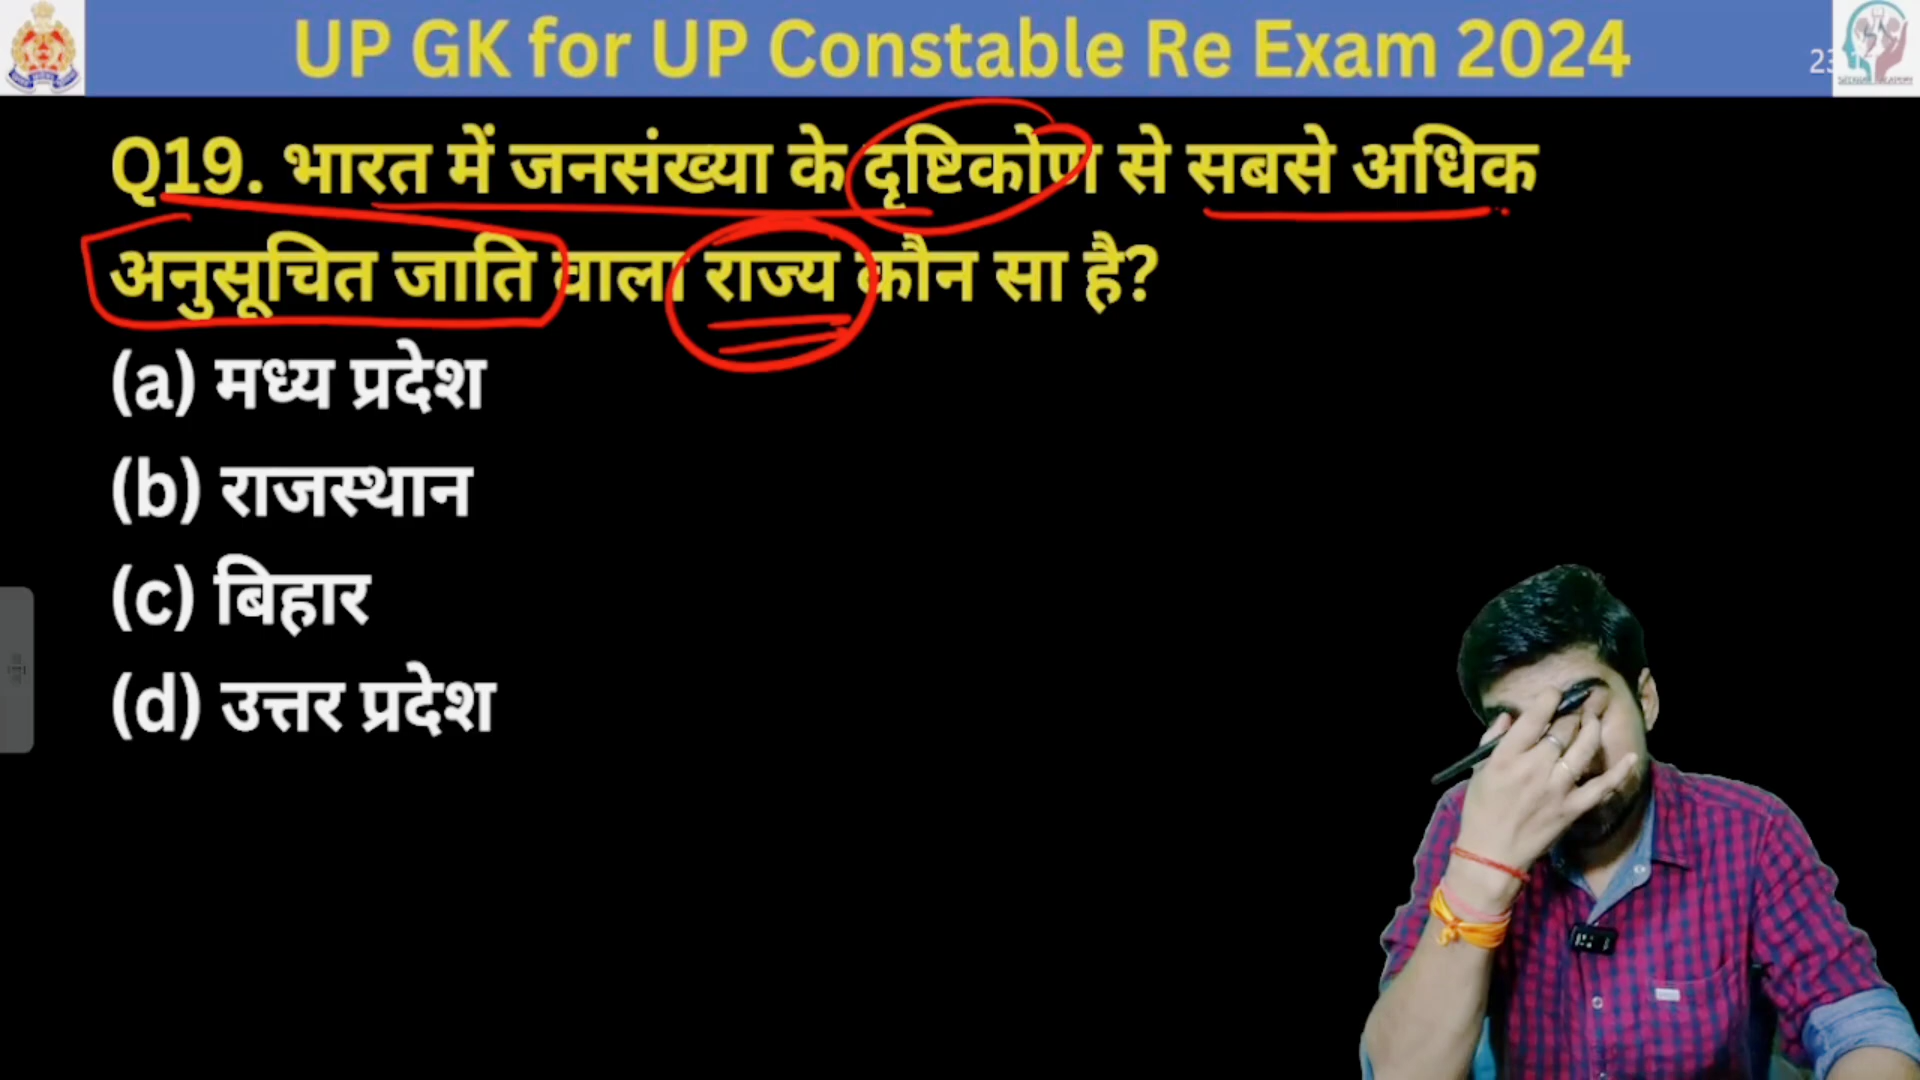 UP GK for UP Constable Re Exam 2024
Q19. भारत में जनसंख्या के दृष्टिकोण से सबसे अधिक
अनुसूचित जाति वाला राज्य कौन सा है?
(a) मध्य प्रदेश
(b) राजस्थान
(c) बिहार
(d) उत्तर प्रदेश